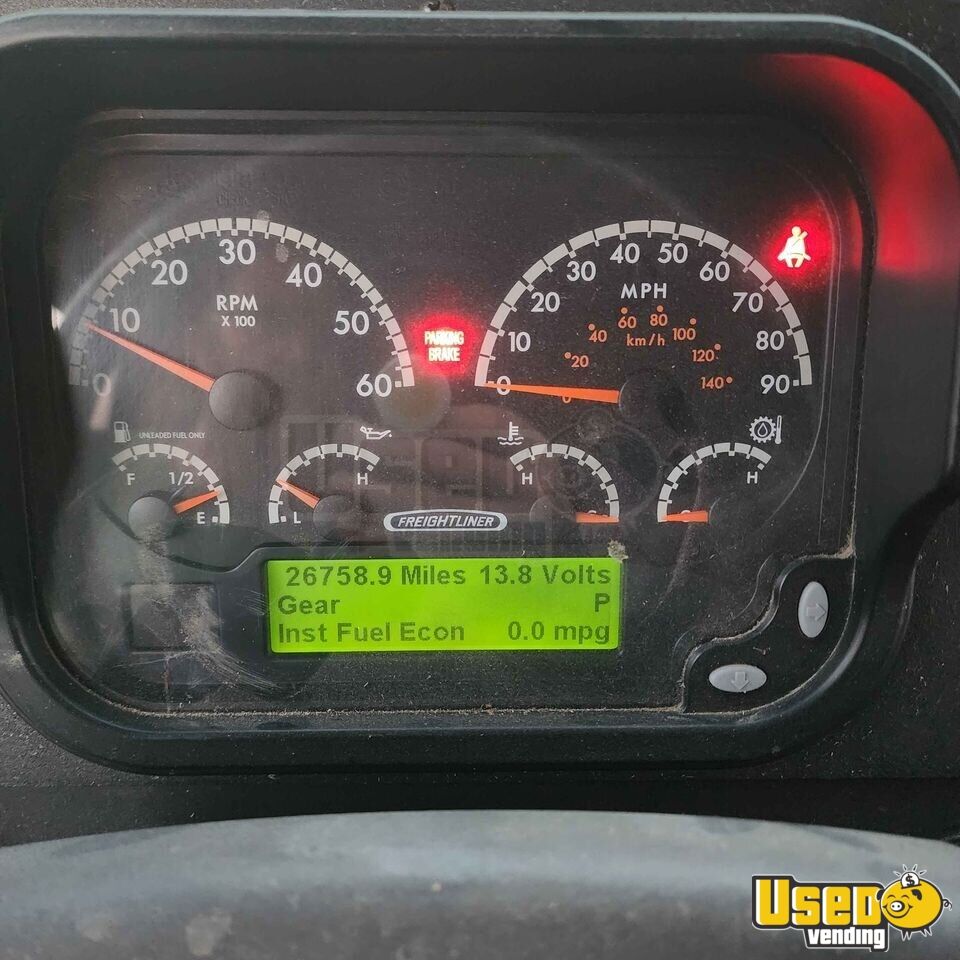 10 20 30 40 50 60 0
RPM
X 100
PARKING
BRAKE
0 10 20 30 40 50 60 70 80 90
MPH
20 40 60 80 100 120 140
km/h
0
UNLEADED FUEL ONLY
F 1/2 E
L H
H
H
FREIGHTLINER
26758.9 Miles 13.8 Volts
Gear P
Inst Fuel Econ 0.0 mpg
USED
vending